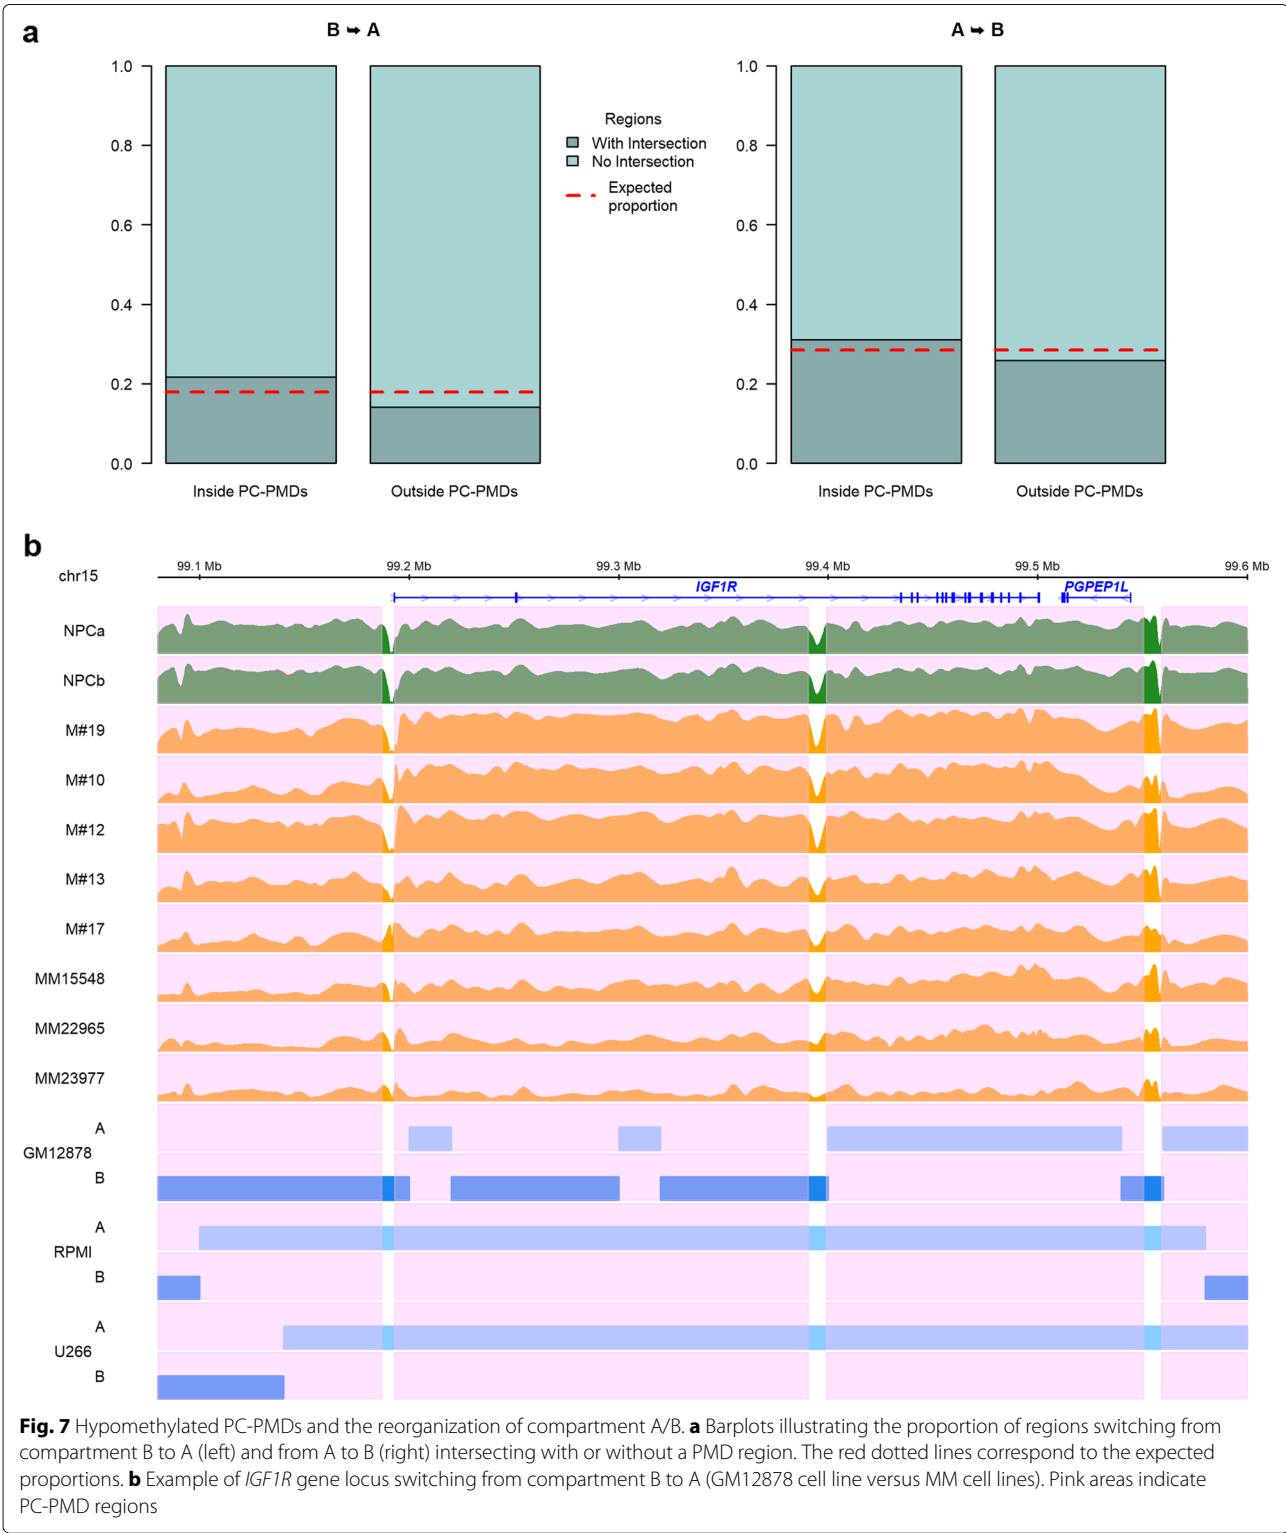 a
B ➥ A
A ➥ B
1.0
0.8
0.6
0.4
0.2
0.0
Inside PC-PMDs
Outside PC-PMDs
Regions
With Intersection
No Intersection
Expected
proportion
1.0
0.8
0.6
0.4
0.2
0.0
Inside PC-PMDs
Outside PC-PMDs
b
chr15
99.1 Mb
99.2 Mb
99.3 Mb
99.4 Mb
99.5 Mb
99.6 Mb
IGF1R
PGPEP1L
NPCa
NPCb
M#19
M#10
M#12
M#13
M#17
MM15548
MM22965
MM23977
A
GM12878
B
A
RPMI
B
A
U266
B
Fig. 7 Hypomethylated PC-PMDs and the reorganization of compartment A/B. a Barplots illustrating the proportion of regions switching from
compartment B to A (left) and from A to B (right) intersecting with or without a PMD region. The red dotted lines correspond to the expected
proportions. b Example of IGF1R gene locus switching from compartment B to A (GM12878 cell line versus MM cell lines). Pink areas indicate
PC-PMD regions